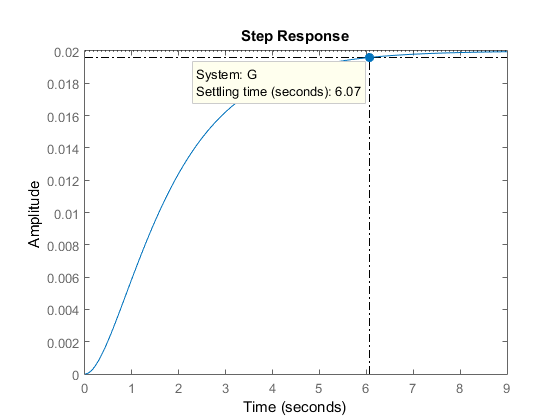 Step Response
0.02
0.018
0.016
0.014
0.012
0.01
0.008
0.006
0.004
0.002
0
Amplitude
System: G
Settling time (seconds): 6.07
0 1 2 3 4 5 6 7 8 9
Time (seconds)